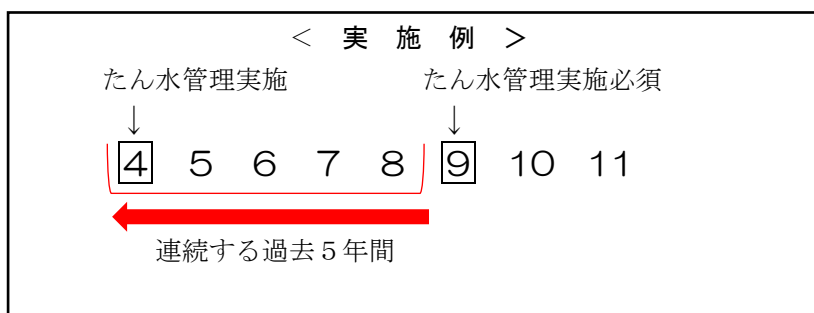 < 実 施 例 >
たん水管理実施 たん水管理実施必須
↓ ↓
4 5 6 7 8 9 10 11
連続する過去5年間